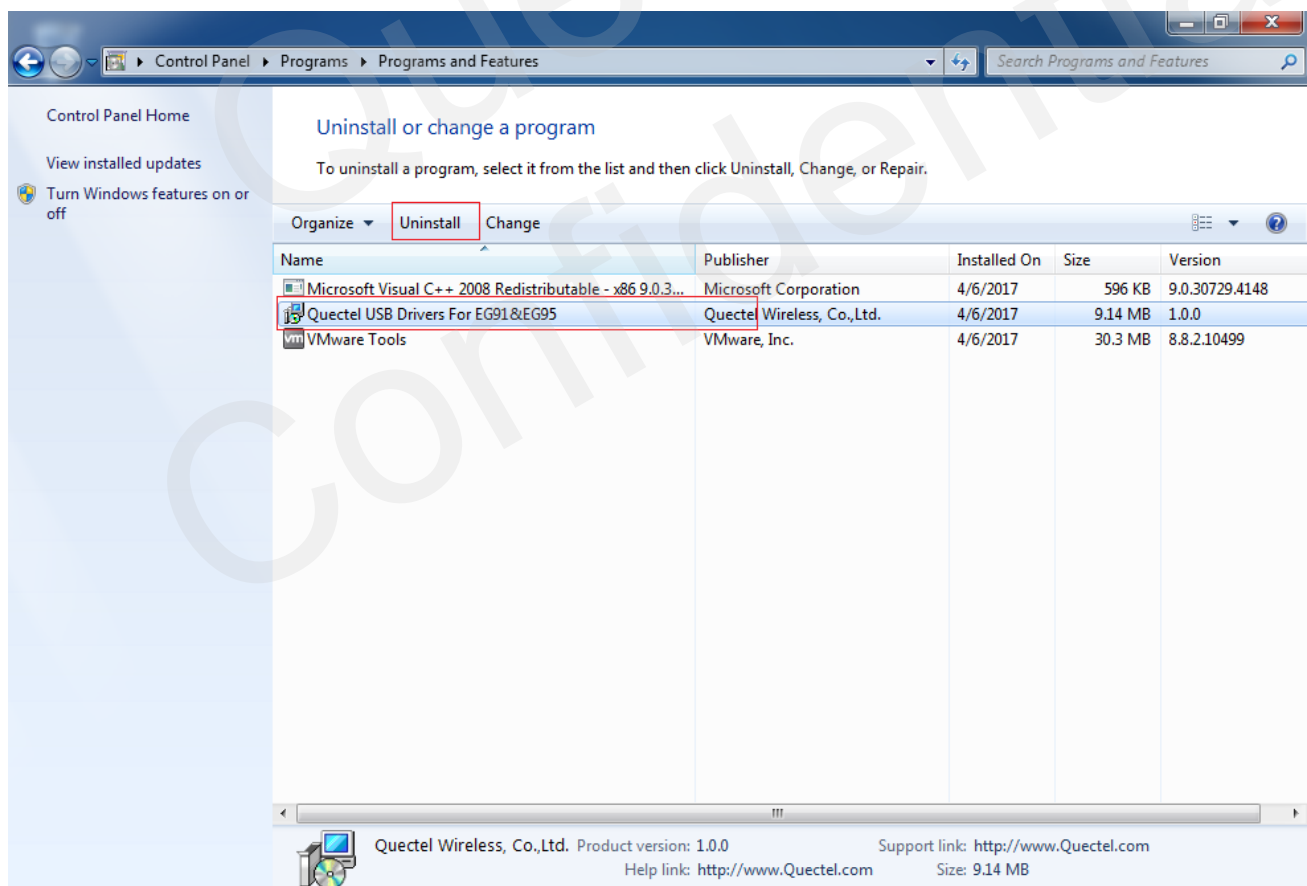 Control Panel ▸ Programs ▸ Programs and Features
Search Programs and Features
Control Panel Home
View installed updates
Turn Windows features on or
off
Uninstall or change a program
To uninstall a program, select it from the list and then click Uninstall, Change, or Repair.
Organize Uninstall Change
Name Publisher Installed On Size Version
Microsoft Visual C++ 2008 Redistributable - x86 9.0.3... Microsoft Corporation 4/6/2017 596 KB 9.0.30729.4148
Quectel USB Drivers For EG91&EG95 Quectel Wireless, Co.,Ltd. 4/6/2017 9.14 MB 1.0.0
VMware Tools VMware, Inc. 4/6/2017 30.3 MB 8.8.2.10499
Quectel Wireless, Co.,Ltd. Product version: 1.0.0 Support link: http://www.Quectel.com
Help link: http://www.Quectel.com Size: 9.14 MB
Confidential